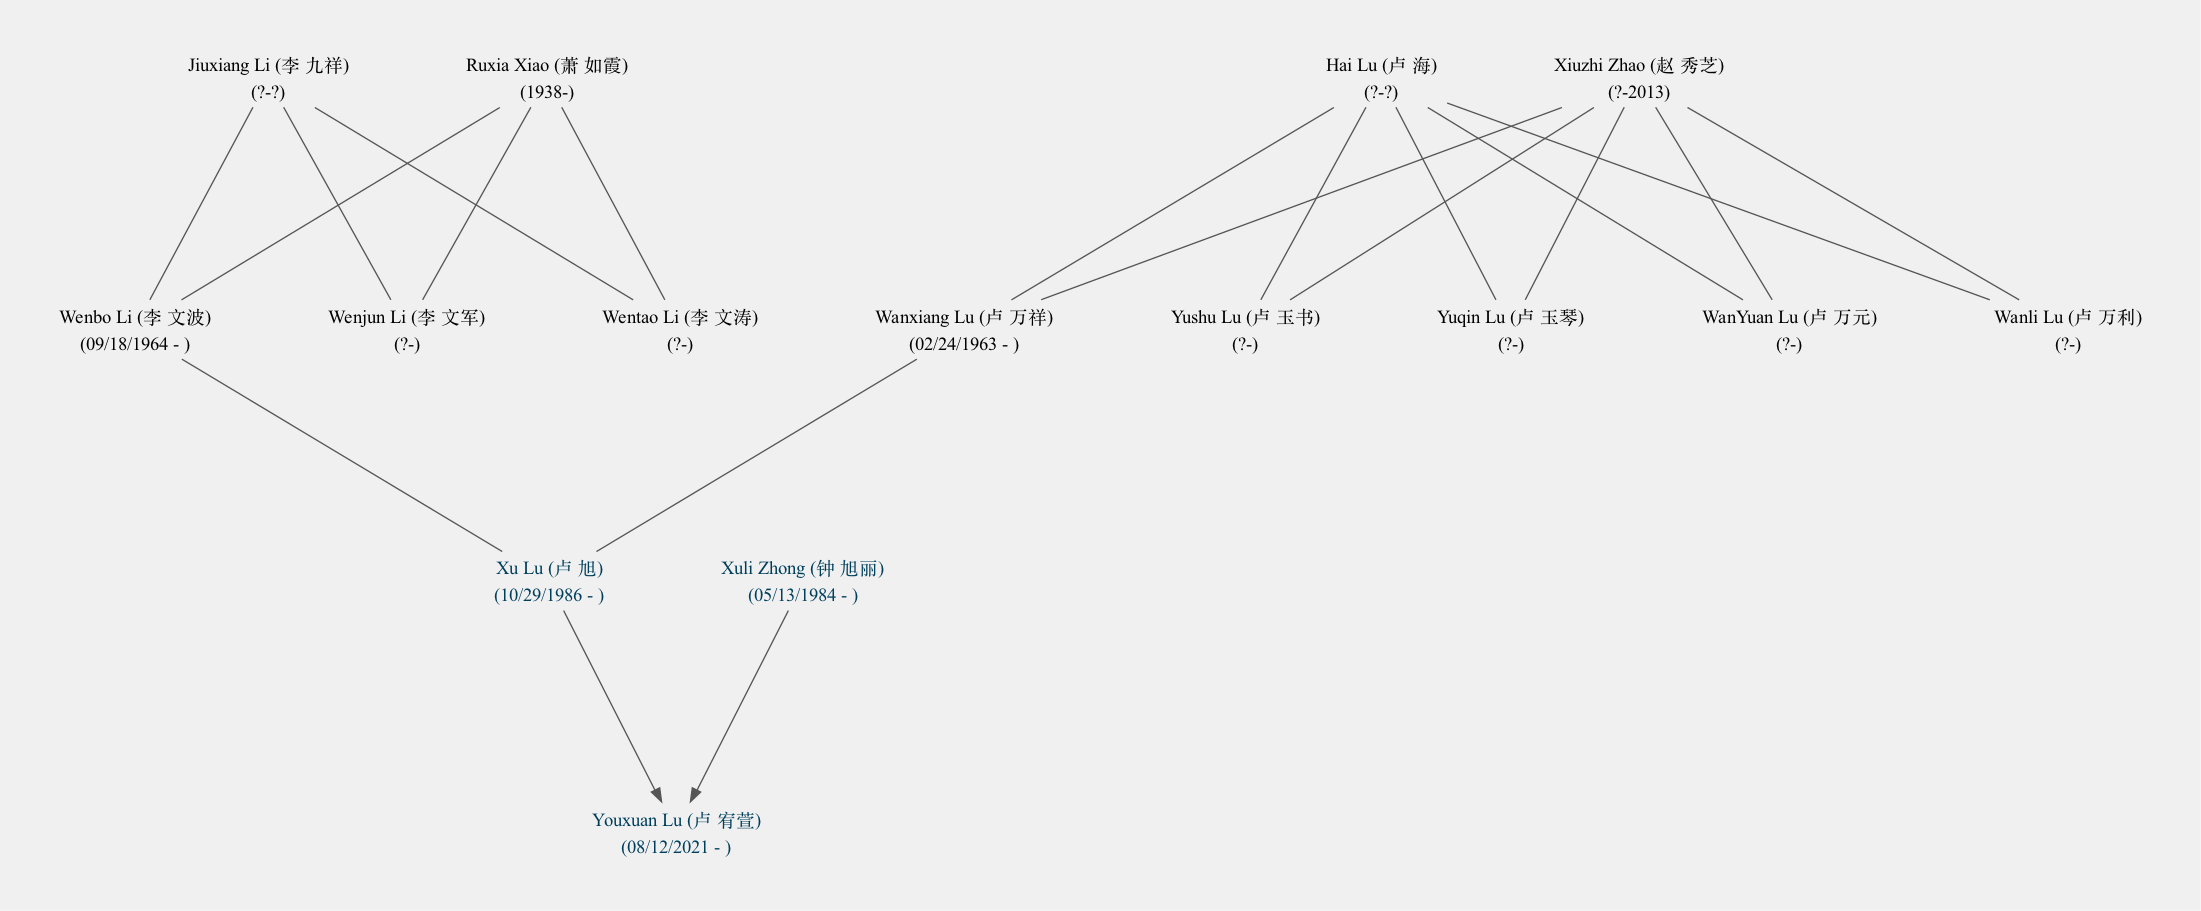 Jiuxiang Li (李 九祥)
(?-?)
Ruxia Xiao (萧 如霞)
(1938-)
Hai Lu (卢 海)
(?-?)
Xiuzhi Zhao (赵 秀芝)
(?-2013)
Wenbo Li (李 文波)
(09/18/1964 - )
Wenjun Li (李 文军)
(?-)
Wentao Li (李 文涛)
(?-)
Wanxiang Lu (卢 万祥)
(02/24/1963 - )
Yushu Lu (卢 玉书)
(?-)
Yuqin Lu (卢 玉琴)
(?-)
WanYuan Lu (卢 万元)
(?-)
Wanli Lu (卢 万利)
(?-)
Xu Lu (卢 旭)
(10/29/1986 - )
Xuli Zhong (钟 旭丽)
(05/13/1984 - )
Youxuan Lu (卢 宥萱)
(08/12/2021 - )